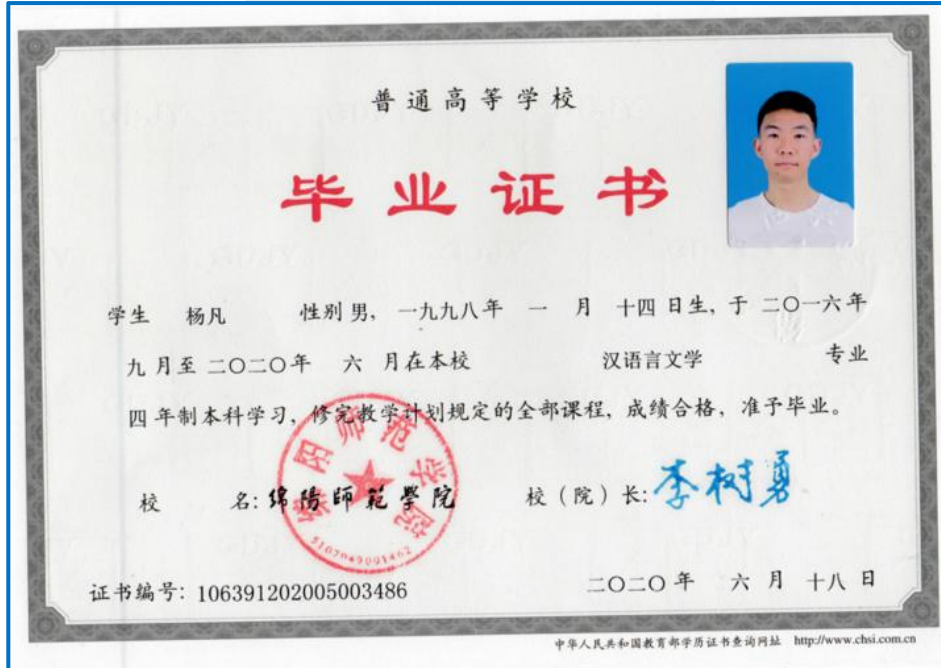 普通高等学校
毕业证书
学生 杨凡 性别 男，一九九八年 一 月 十四 日生，于 二〇一六年
九 月至 二〇二〇年 六 月在本校 汉语言文学 专业
四 年制本科学习，修完教学计划规定的全部课程，成绩合格，准予毕业。
校 名：绵陽師範學院 校（院）长：李树勇
绵阳师范学院
5107049001462
证书编号：106391202005003486 二〇二〇年 六 月 十八 日
中华人民共和国教育部学历证书查询网址 http://www.chsi.com.cn